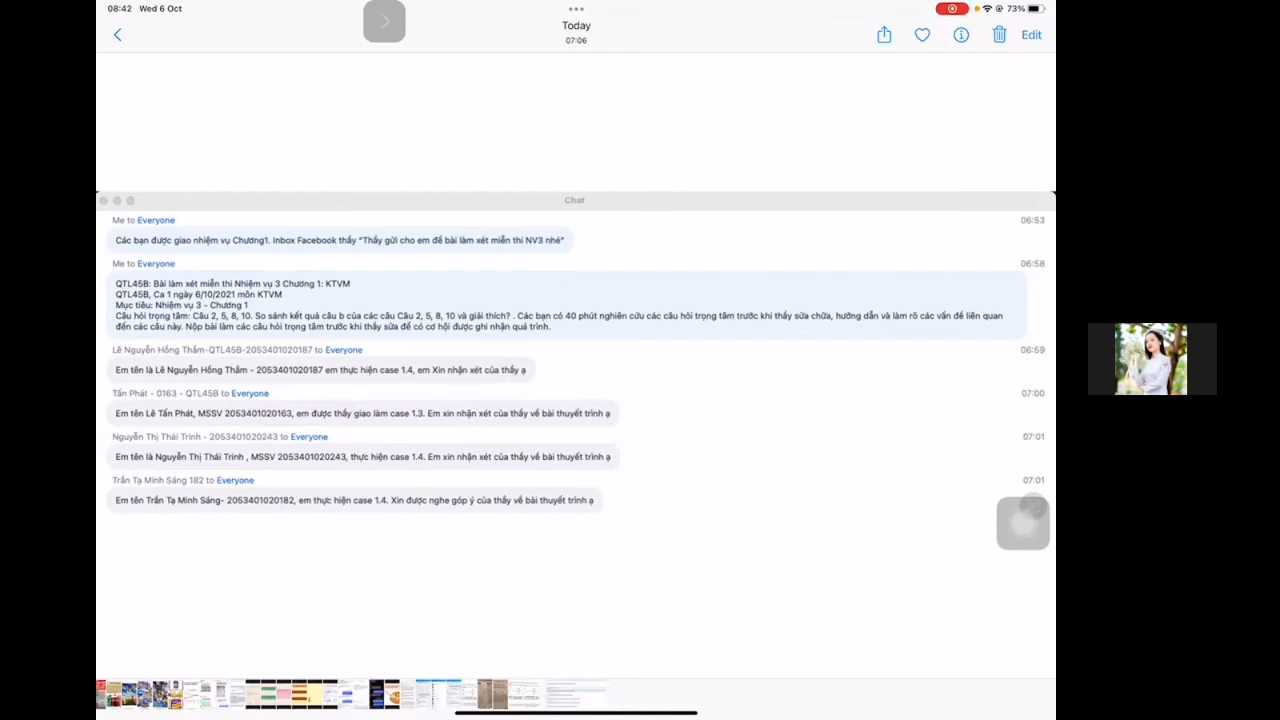 08:42 Wed 6 Oct
73%
Today
07:06
Edit
Chat
Me to Everyone 06:53
Các bạn được giao nhiệm vụ Chương1. Inbox Facebook thầy "Thầy gửi cho em đề bài làm xét miễn thi NV3 nhé"
Me to Everyone 06:58
QTL45B: Bài làm xét miễn thi Nhiệm vụ 3 Chương 1: KTVM
QTL45B, Ca 1 ngày 6/10/2021 môn KTVM
Mục tiêu: Nhiệm vụ 3 - Chương 1
Câu hỏi trọng tâm: Câu 2, 5, 8, 10. So sánh kết quả câu b của các câu Câu 2, 5, 8, 10 và giải thích? . Các bạn có 40 phút nghiên cứu các câu hỏi trọng tâm trước khi thầy sửa chữa, hướng dẫn và làm rõ các vấn đề liên quan
đến các câu này. Nộp bài làm các câu hỏi trọng tâm trước khi thầy sửa để có cơ hội được ghi nhận quá trình.
Lê Nguyễn Hồng Thắm-QTL45B-2053401020187 to Everyone 06:59
Em tên là Lê Nguyễn Hồng Thắm - 2053401020187 em thực hiện case 1.4, em Xin nhận xét của thầy ạ
Tấn Phát - 0163 - QTL45B to Everyone 07:00
Em tên Lê Tấn Phát, MSSV 2053401020163, em được thầy giao làm case 1.3. Em xin nhận xét của thầy về bài thuyết trình ạ
Nguyễn Thị Thái Trinh - 2053401020243 to Everyone 07:01
Em tên là Nguyễn Thị Thái Trinh , MSSV 2053401020243, thực hiện case 1.4. Em xin nhận xét của thầy về bài thuyết trình ạ
Trần Tạ Minh Sáng 182 to Everyone 07:01
Em tên Trần Tạ Minh Sáng- 2053401020182, em thực hiện case 1.4. Xin được nghe góp ý của thầy về bài thuyết trình ạ